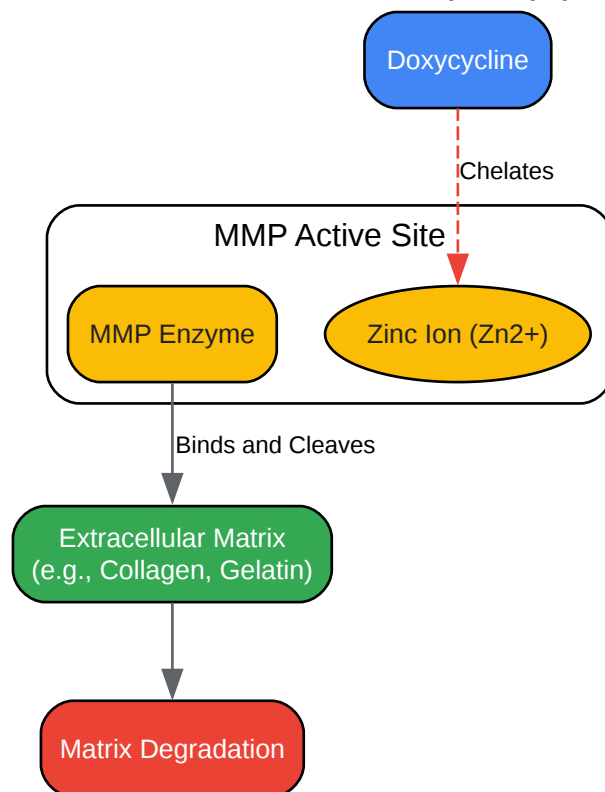 Doxycycline
Chelates
MMP Active Site
MMP Enzyme
Zinc Ion (Zn2+)
Binds and Cleaves
Extracellular Matrix
(e.g., Collagen, Gelatin)
Matrix Degradation